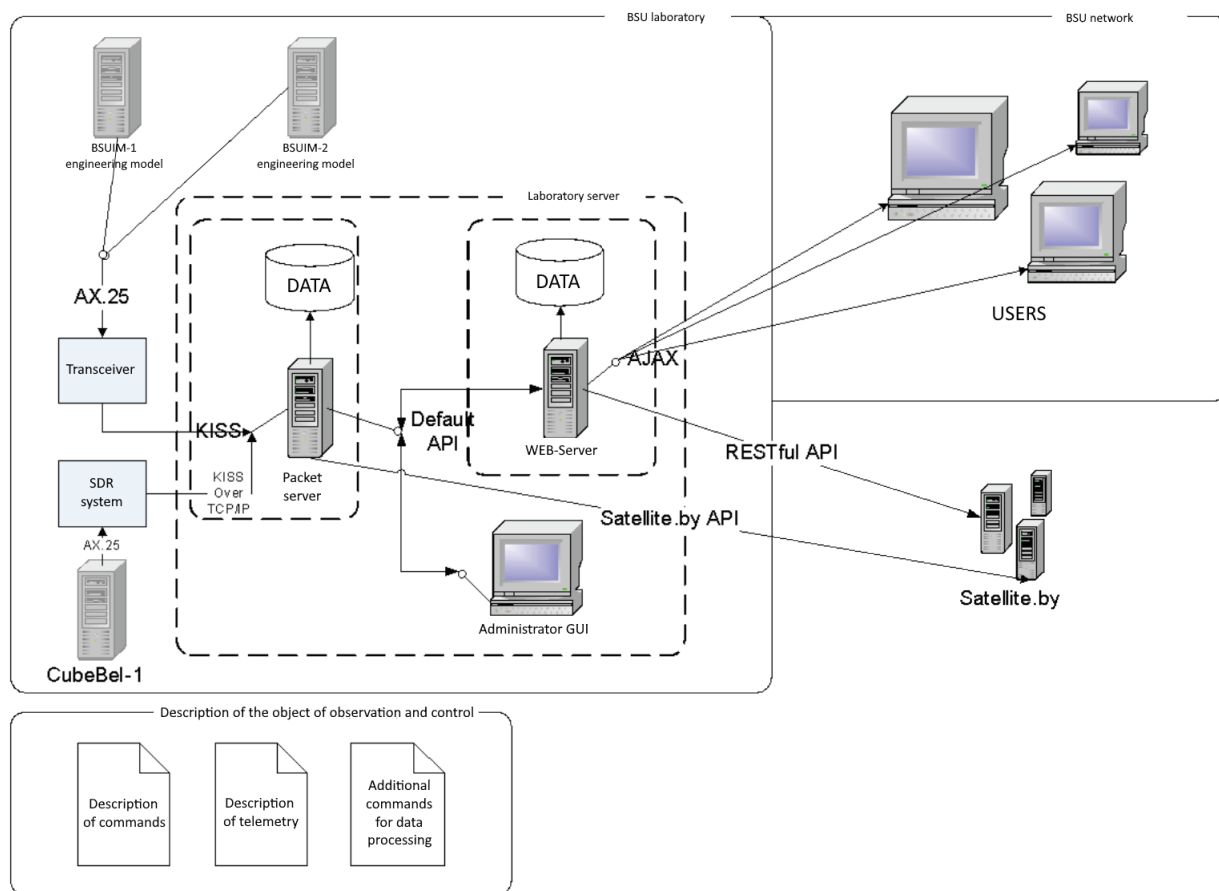 BSU laboratory
BSU network
BSUIM-1
engineering model
BSUIM-2
engineering model
Laboratory server
DATA
DATA
USERS
AX.25
Transceiver
AJAX
KISS
Default
API
WEB-Server
RESTful API
SDR
system
KISS
Over
TCP/IP
Packet
server
Satellite.by API
AX.25
Satellite.by
Administrator GUI
CubeBel-1
Description of the object of observation and control
Description
of commands
Description
of telemetry
Additional
commands
for data
processing